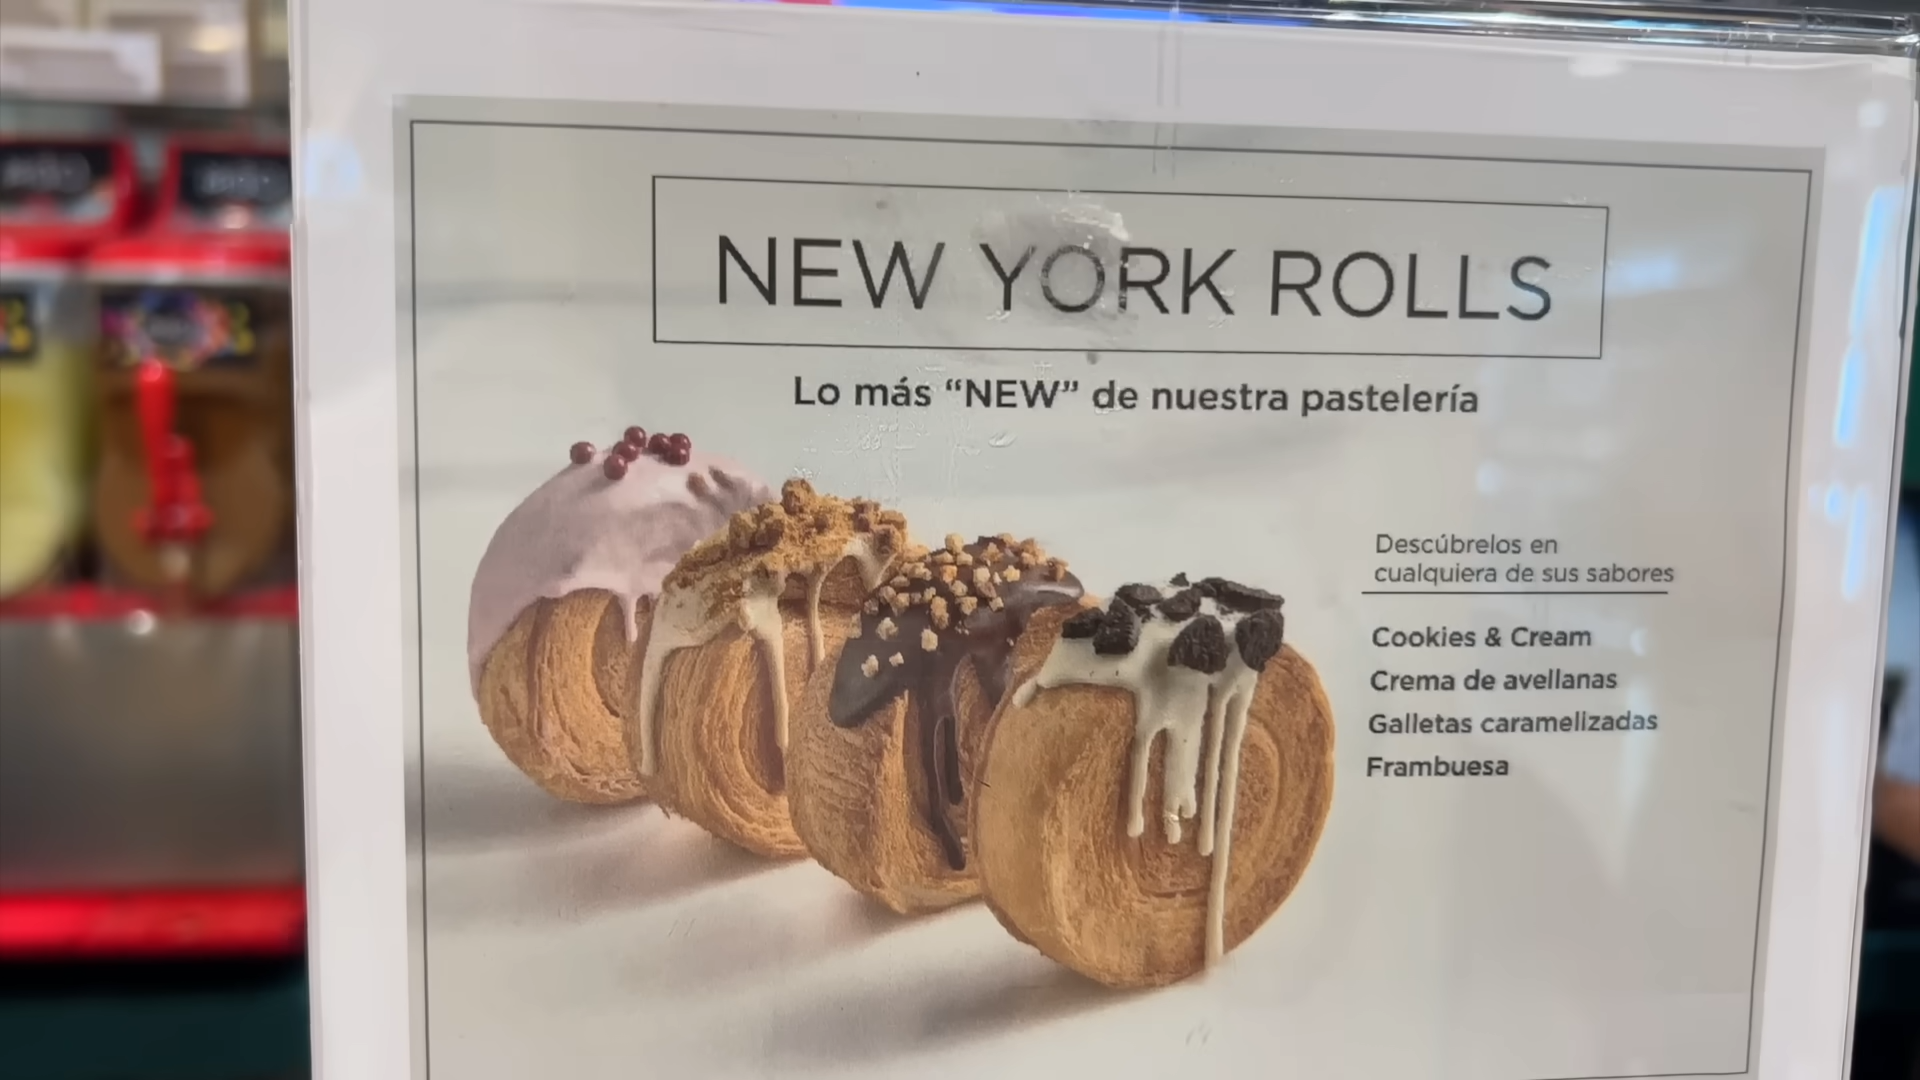 NEW YORK ROLLS
Lo más “NEW” de nuestra pastelería
Descúbrelos en
cualquiera de sus sabores
Cookies & Cream
Crema de avellanas
Galletas caramelizadas
Frambuesa